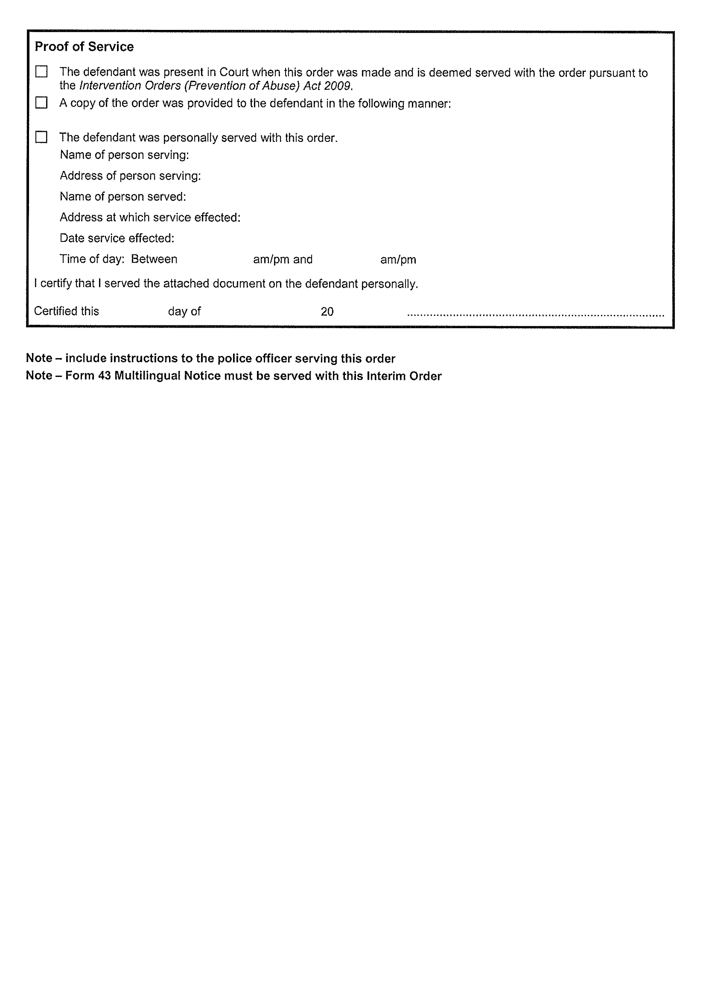 Proof of Service
The defendant was present in Court when this order was made and is deemed served with the order pursuant to
the Intervention Orders (Prevention of Abuse) Act 2009.
A copy of the order was provided to the defendant in the following manner:
The defendant was personally served with this order.
Name of person serving:
Address of person serving:
Name of person served:
Address at which service effected:
Date service effected:
Time of day: Between am/pm and am/pm
I certify that I served the attached document on the defendant personally.
Certified this day of 20 ................................................................................
Note – include instructions to the police officer serving this order
Note – Form 43 Multilingual Notice must be served with this Interim Order